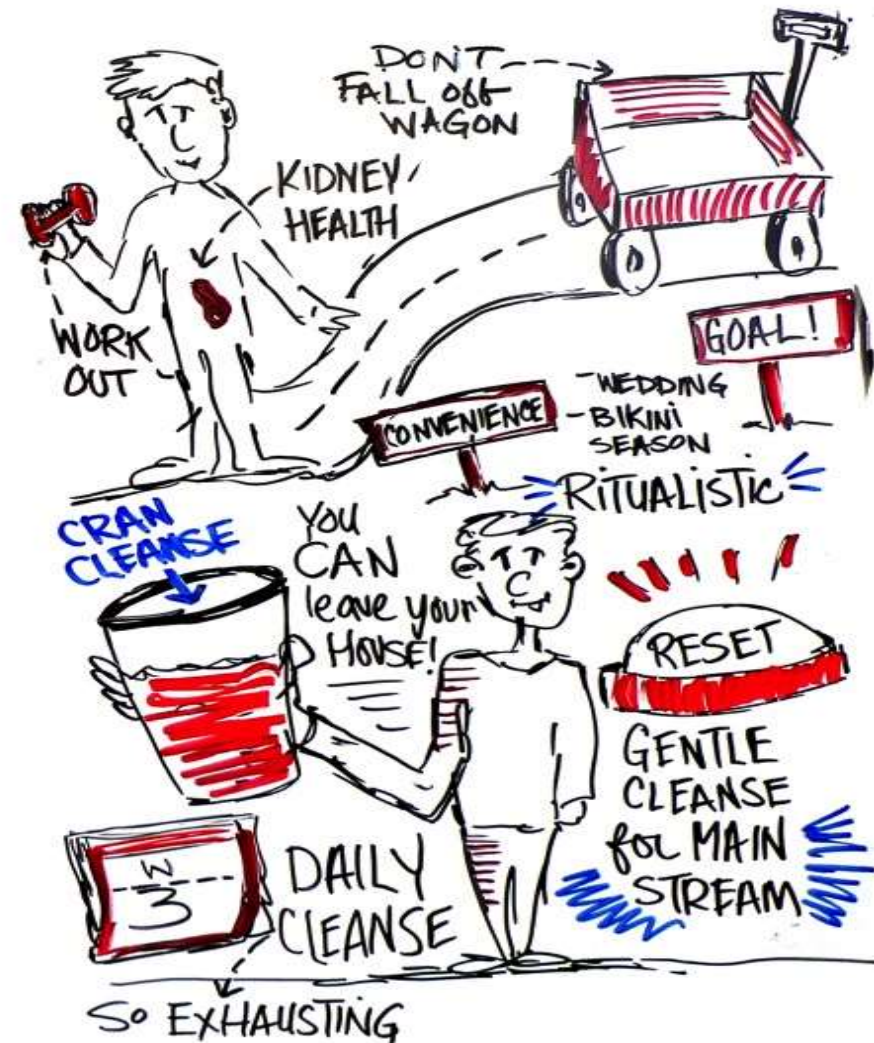 DON'T
FALL off
WAGON
KIDNEY
HEALTH
WORK
OUT
GOAL!
CONVENIENCE
-WEDDING
-BIKINI
SEASON
RITUALISTIC
CRAN
CLEANSE
YOU
CAN
leave your
HOUSE!
RESET
GENTLE
CLEANSE
for MAIN
STREAM
W
3
DAILY
CLEANSE
SO EXHAUSTING